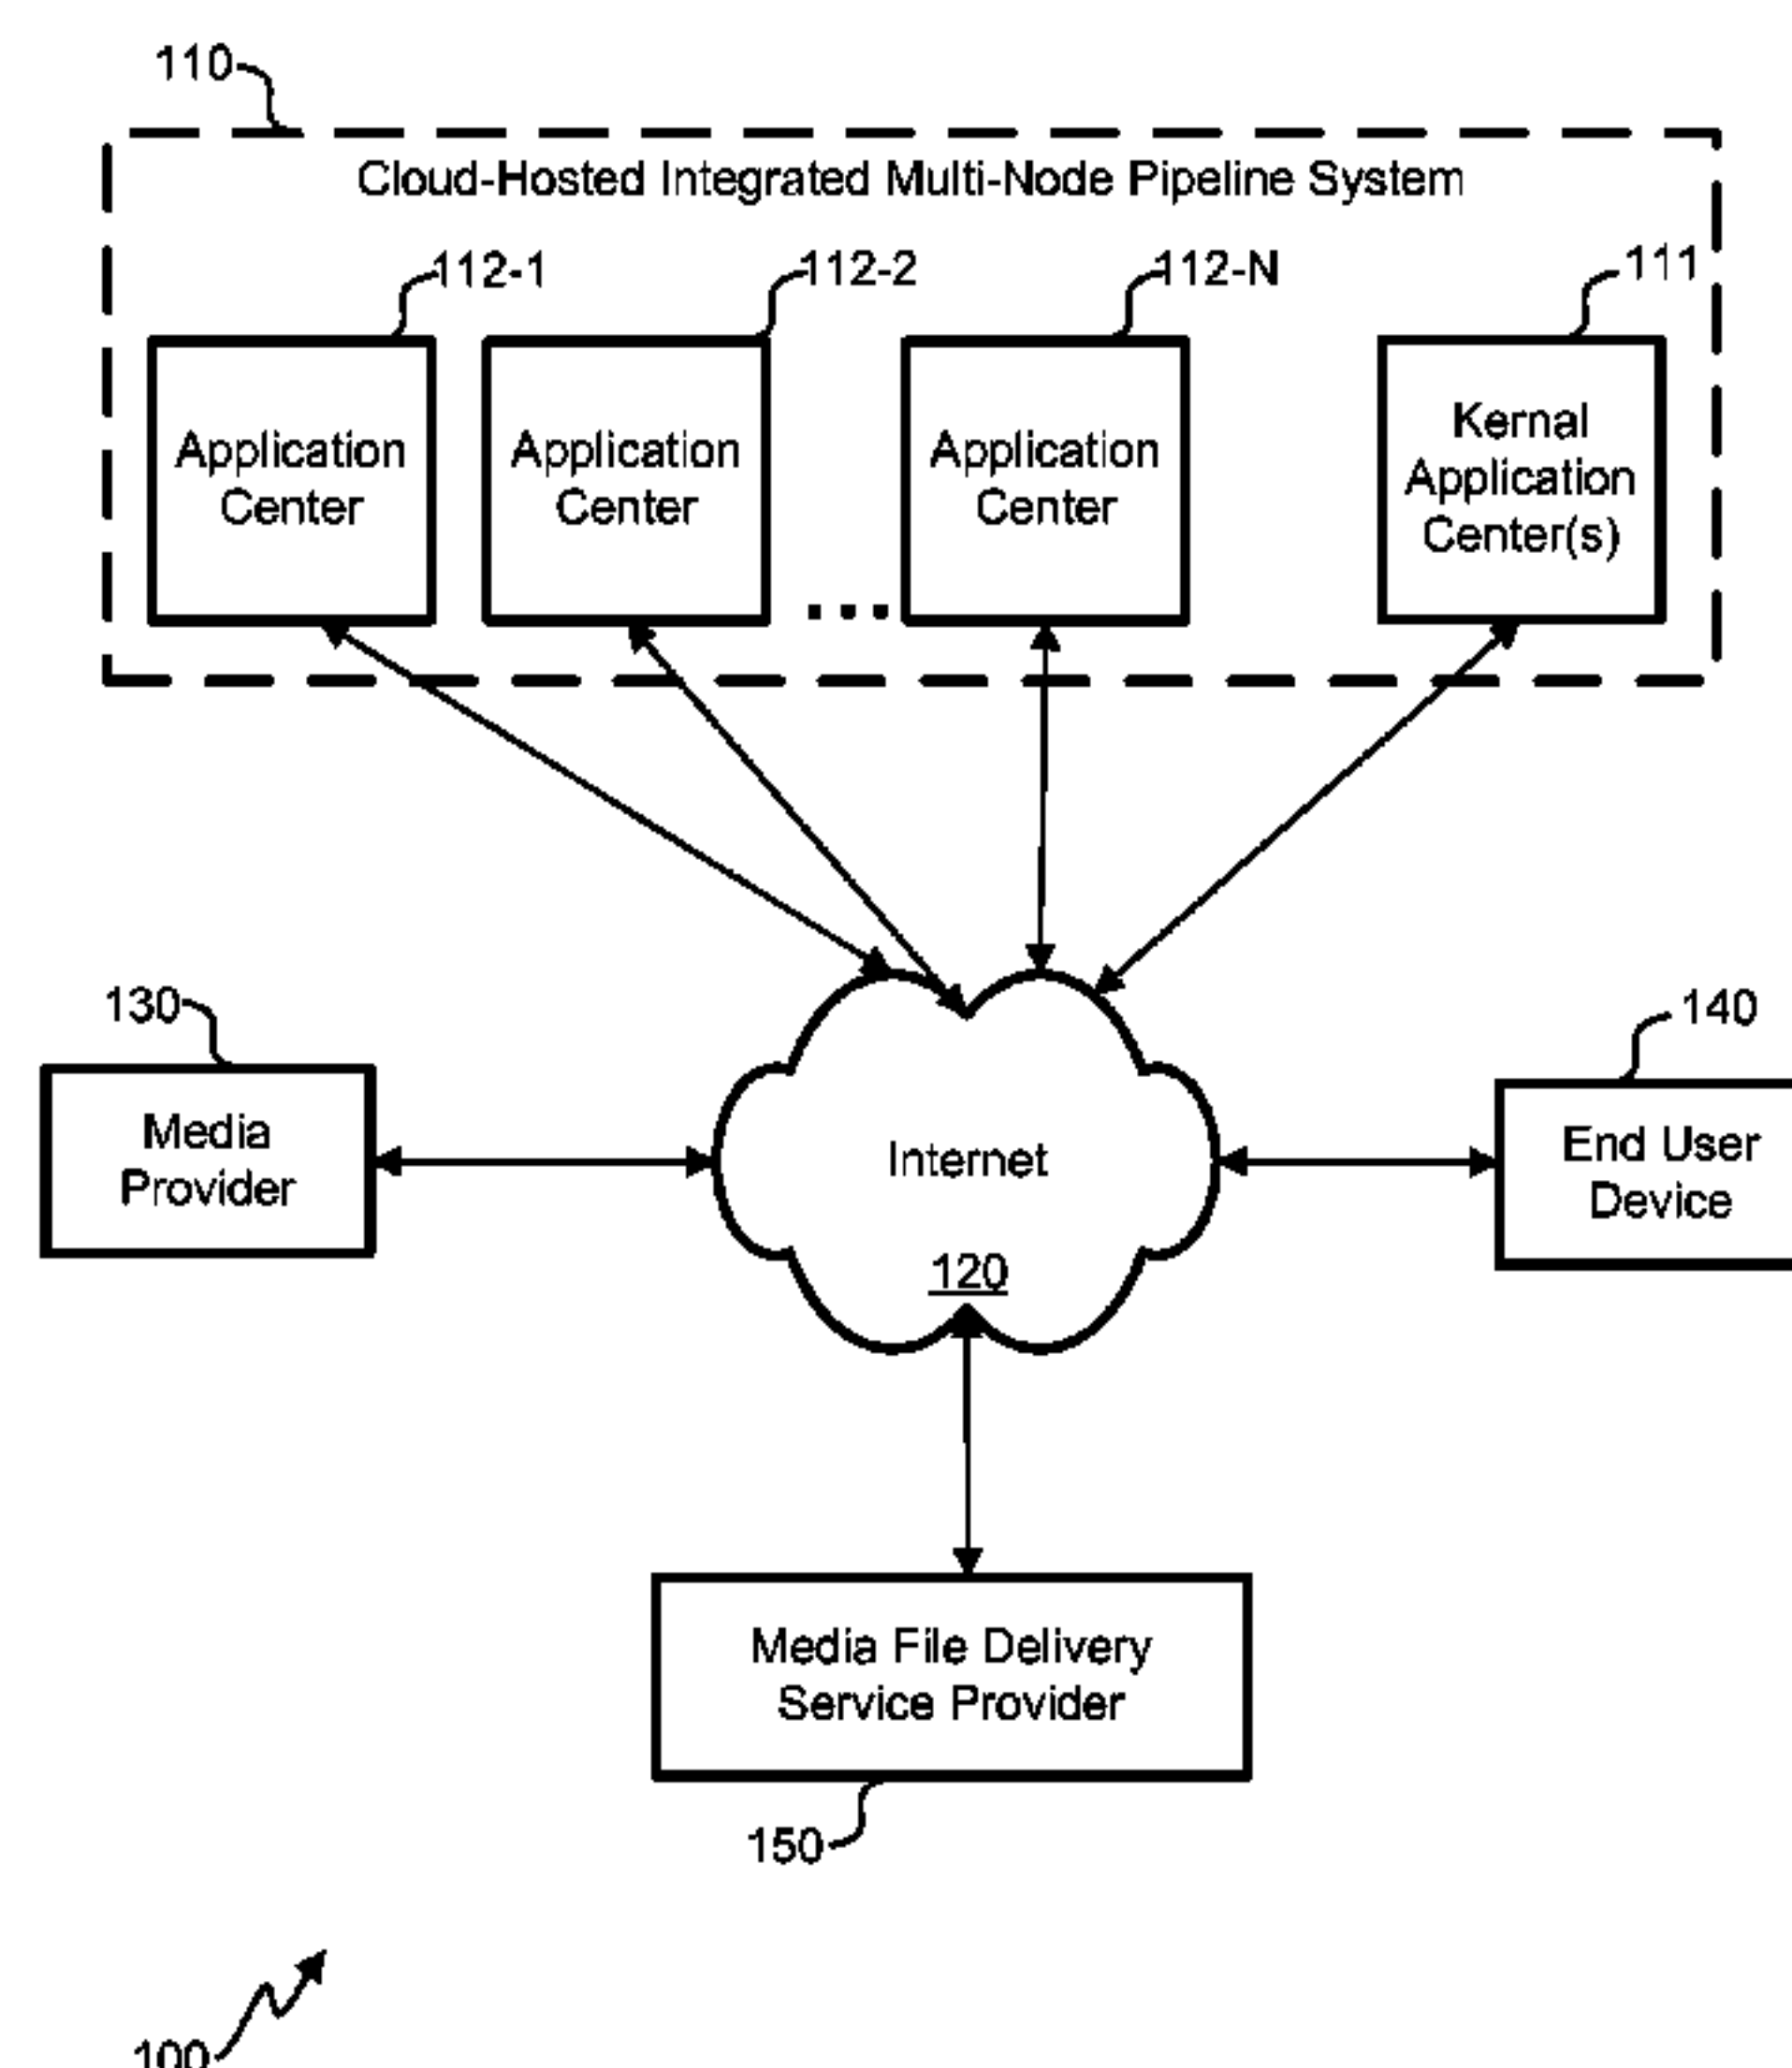 110
Cloud-Hosted Integrated Multi-Node Pipeline System
112-1
112-2
112-N
111
Application
Center
Application
Center
...
Application
Center
Kernal
Application
Center(s)
130
140
Media
Provider
Internet
120
End User
Device
Media File Delivery
Service Provider
150
100